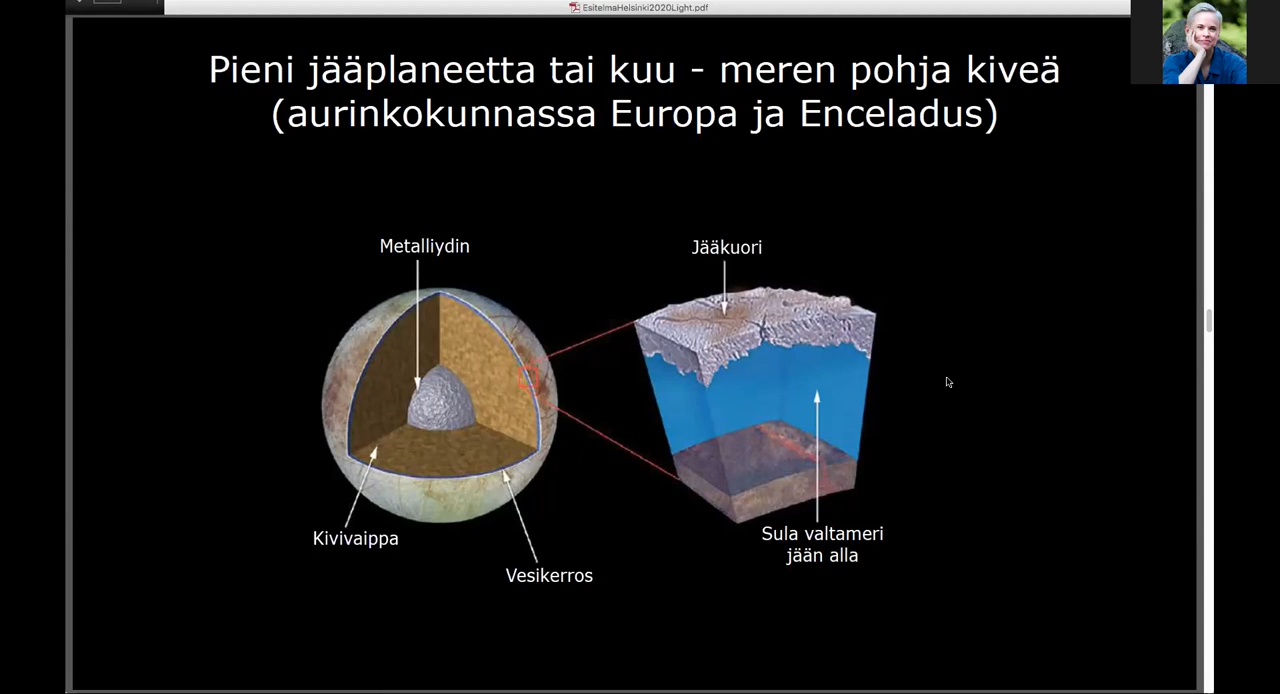 EsitelmaHelsinki2020Light.pdf
Pieni jääplaneetta tai kuu - meren pohja kiveä
(aurinkokunnassa Europa ja Enceladus)
Metalliydin
Jääkuori
Kivivaippa
Vesikerros
Sula valtameri
jään alla